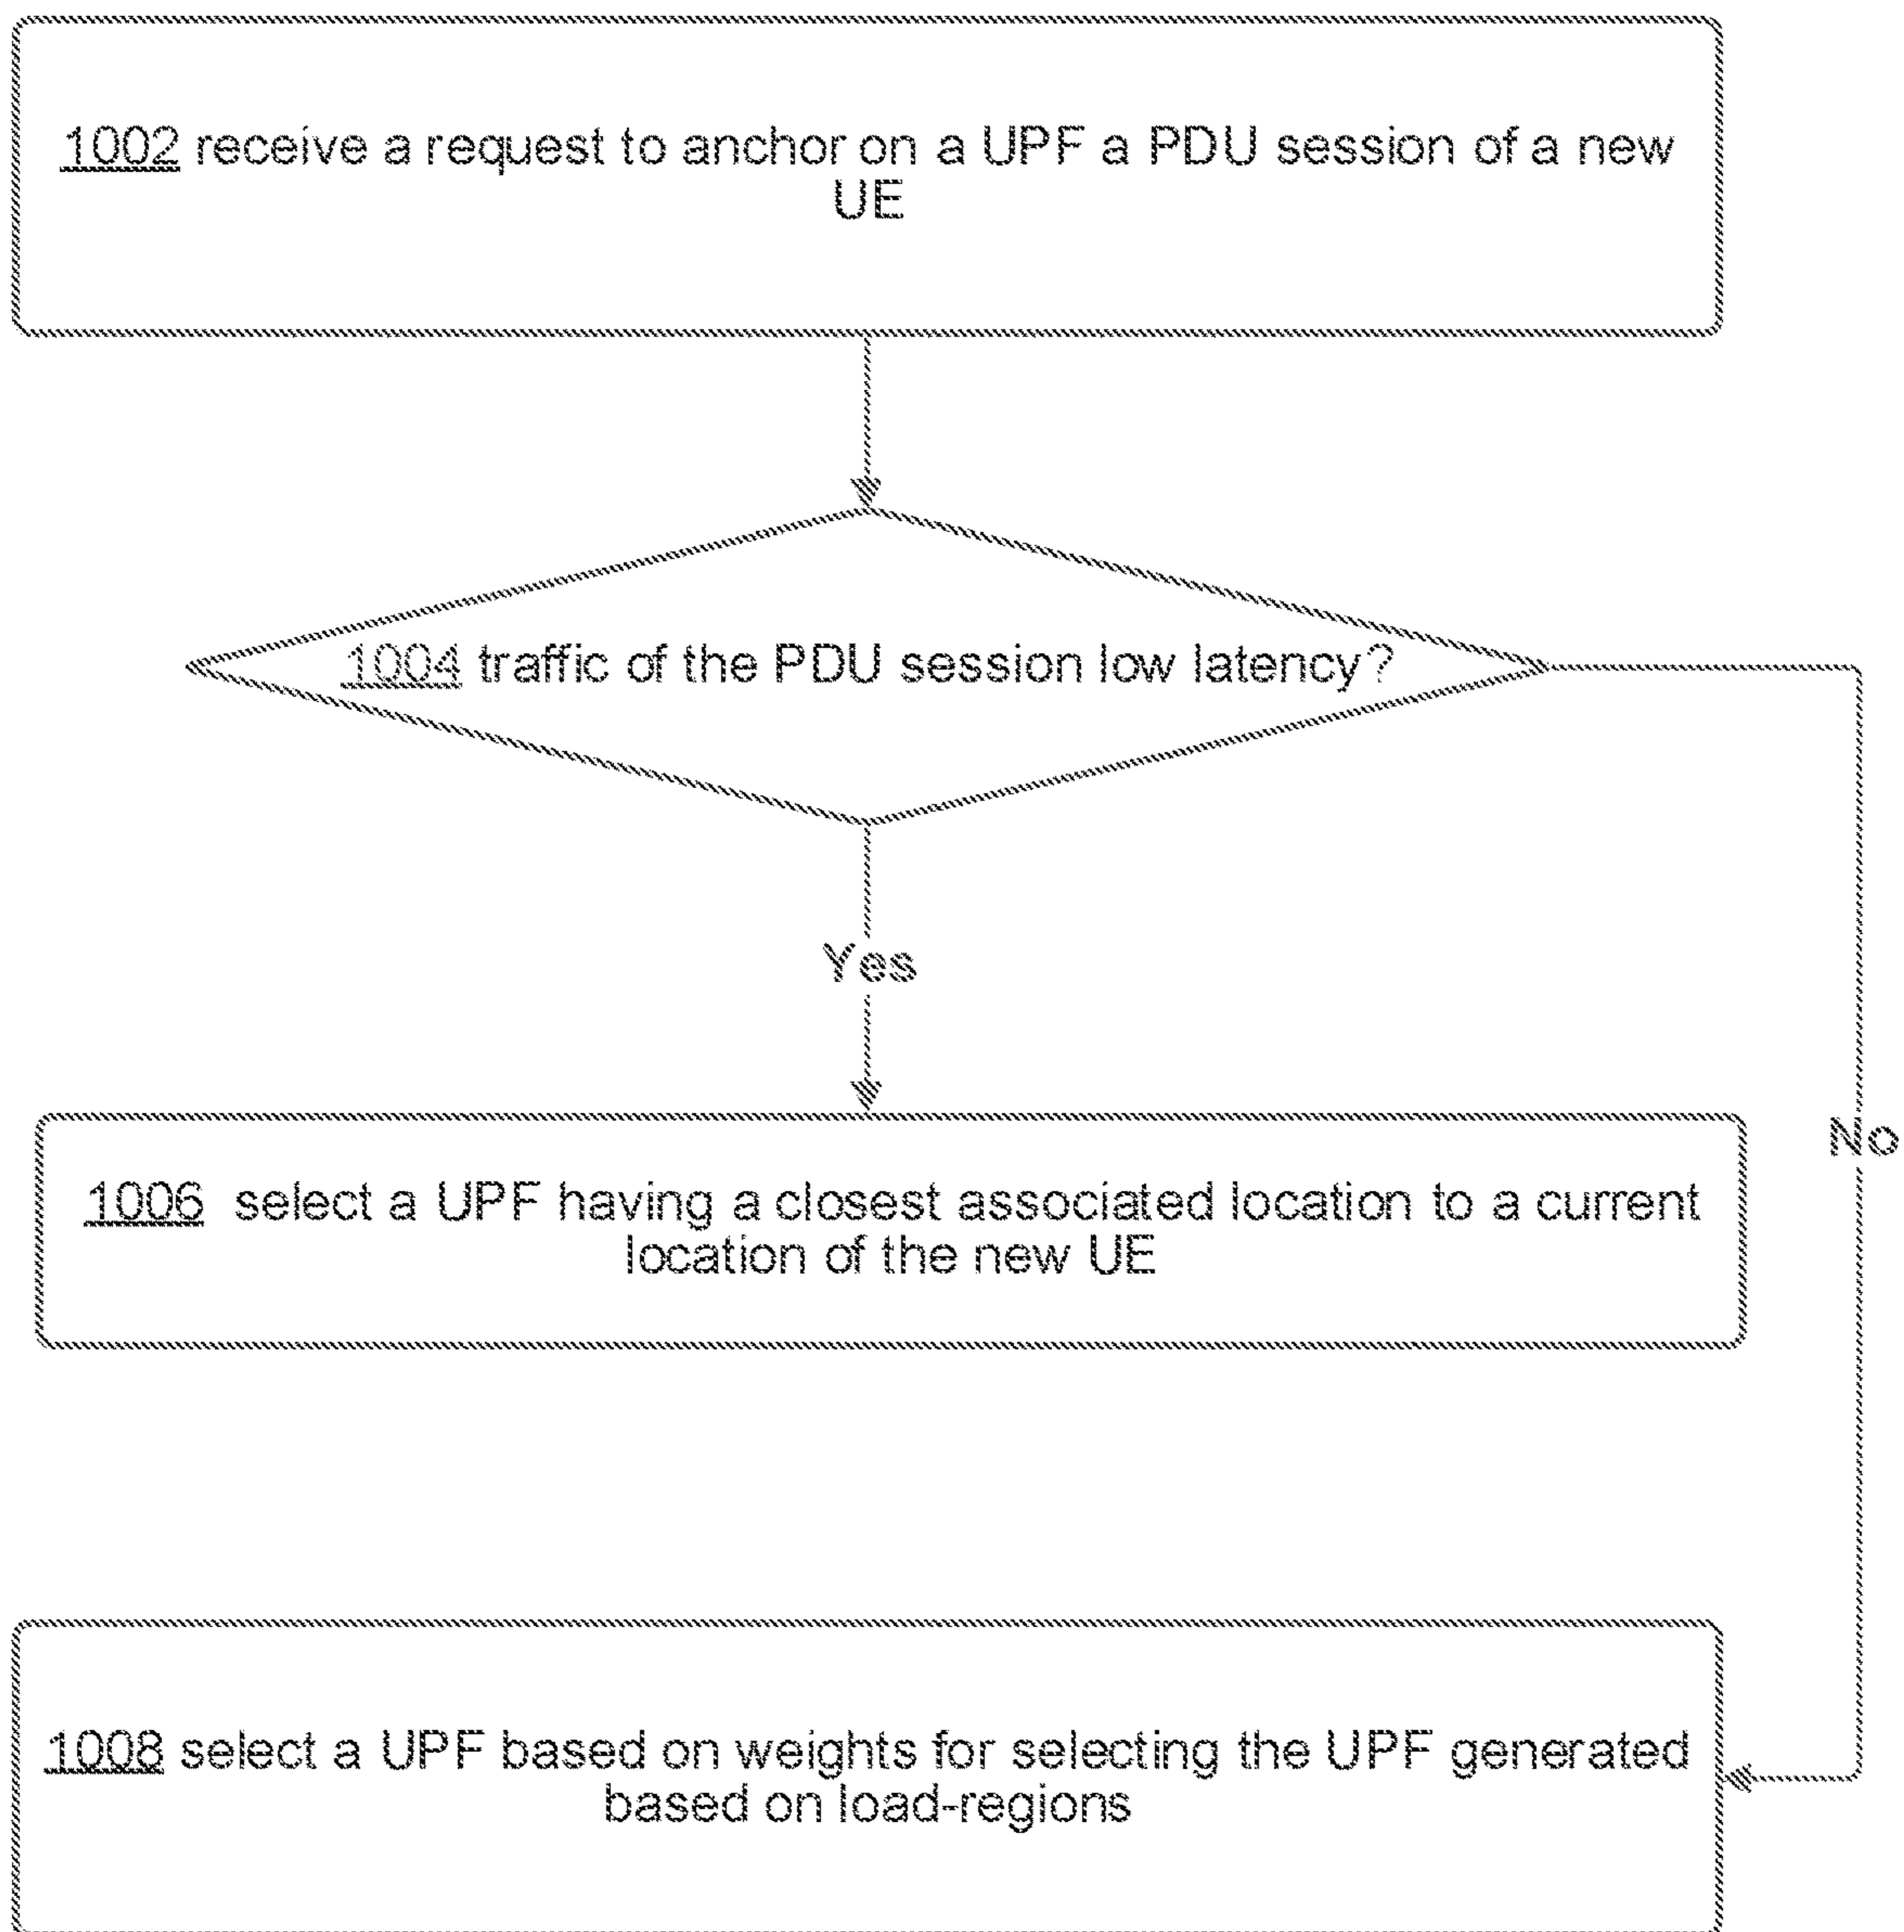 1002 receive a request to anchor on a UPF a PDU session of a new
UE
1004 traffic of the PDU session low latency?
Yes
No
1006 select a UPF having a closest associated location to a current
location of the new UE
1008 select a UPF based on weights for selecting the UPF generated
based on load-regions